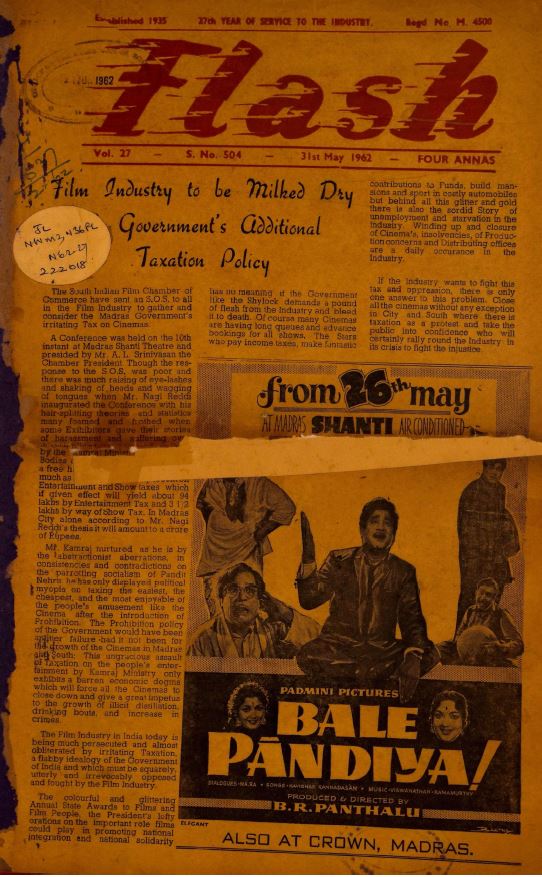 Established 1935 27th YEAR OF SERVICE TO THE INDUSTRY. Regd No. M. 4500
1962
Flash
Vol. 27 — S. No. 504 — 31st May 1962 — FOUR ANNAS
Film Industry to be Milked Dry
Government's Additional
Taxation Policy
JL
NWM3,N36PL
N62.27
222018
The South Indian Film Chamber of
Commerce have sent an S.O.S. to all
in the Film Industry to gather and
consider the Madras Government's
irritating Tax on Cinemas.
A Conference was held on the 10th
instant at Madras Shanti Theatre and
presided by Mr. A. L. Srinivasan the
Chamber President Though the res-
ponse to the S.O.S. was poor and
there was much raising of eye-lashes
and shaking of heads and wagging
of tongues when Mr. Nagi Reddi
inaugurated the Conference with his
hair-splitting theories and statistics
many foamed and frothed when
some Exhibitors gave their stories
of harassment and suffering
by the Kamraj
Bodies
a free h
much as
Entertainment and Show taxes which
if given effect will yield about 94
lakhs by Entertainment Tax and 3 1/2
lakhs by way of Show Tax. In Madras
City alone according to Mr. Nagi
Reddi's thesis it will amount to a crore
of Rupees.
Mr. Kamraj nurtured as he is by
the abstractionist aberrations, in
consistencies and contradictions on
the parroting socialism of Pandit
Nehru he has only displayed political
myopia on taxing the easiest, the
cheapest, and the most enjoyable of
the people's amusement like the
Cinema after the introduction of
Prohibition. The Prohibition policy
of the Government would have been
an utter failure had it not been for
the growth of the Cinemas in Madras
and South. This ungracious assault
of Taxation on the people's enter-
tainment by Kamraj Ministry only
exhibits a barren economic dogma
which will force all the Cinemas to
close down and give a great impetus
to the growth of illicit distillation,
drinking bouts, and increase in
crimes.
The Film Industry in India today is
being much persecuted and almost
obliterated by irritating Taxation,
a flabby idealogy of the Government
of India and which must be squarely,
utterly and irrevocably opposed
and fought by the Film Industry.
The colourful and glittering
Annual State Awards to Films and
Film People, the President's lofty
orations on the important role films
could play in promoting national
integration and national solidarity
has no meaning if the Government
like the Shylock demands a pound
of flesh from the Industry and bleed
it to death. Of course many Cinemas
are having long queues and advance
bookings for all shows. The Stars
who pay income taxes, make fantastic
contributions to Funds, build man-
sions and sport in costly automobiles
but behind all this glitter and gold
there is also the sordid Story of
unemployment and starvation in the
Industry. Winding up and closure
of Cinema's, insolvencies, of Produc-
tion concerns and Distributing offices
are a daily occurance in the
Industry.
If the Industry wants to fight this
tax and oppression, there is only
one answer to this problem. Close
all the cinemas without any exception
in City and South where there is
taxation as a protest and take the
public into confidence who will
certainly rally round the Industry in
its crisis to fight the injustice.
from 26th may
AT MADRAS SHANTI AIR CONDITIONED
PADMINI PICTURES
BALE
PANDIYA!
DIALOGUES·MA.RA • SONGS·KAVIGNAR KANNADASAN • MUSIC·VISWANATHAN·RAMAMURTHY
PRODUCED & DIRECTED BY
B.R. PANTHALU
ELEGANT
ALSO AT CROWN, MADRAS.